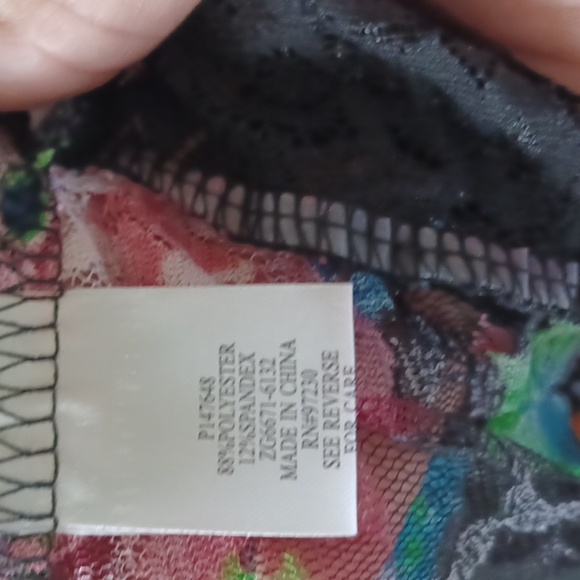 P147648
88%POLYESTER
12%SPANDEX
ZG6671-6132
MADE IN CHINA
RN#97230
SEE REVERSE
FOR CARE